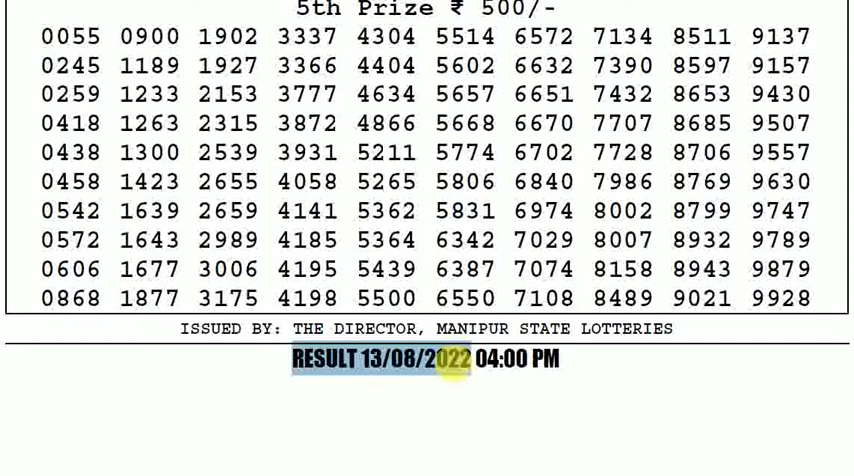 5th Prize ₹ 500/-
0055 0900 1902 3337 4304 5514 6572 7134 8511 9137
0245 1189 1927 3366 4404 5602 6632 7390 8597 9157
0259 1233 2153 3777 4634 5657 6651 7432 8653 9430
0418 1263 2315 3872 4866 5668 6670 7707 8685 9507
0438 1300 2539 3931 5211 5774 6702 7728 8706 9557
0458 1423 2655 4058 5265 5806 6840 7986 8769 9630
0542 1639 2659 4141 5362 5831 6974 8002 8799 9747
0572 1643 2989 4185 5364 6342 7029 8007 8932 9789
0606 1677 3006 4195 5439 6387 7074 8158 8943 9879
0868 1877 3175 4198 5500 6550 7108 8489 9021 9928
ISSUED BY: THE DIRECTOR, MANIPUR STATE LOTTERIES
RESULT 13/08/2022 04:00 PM